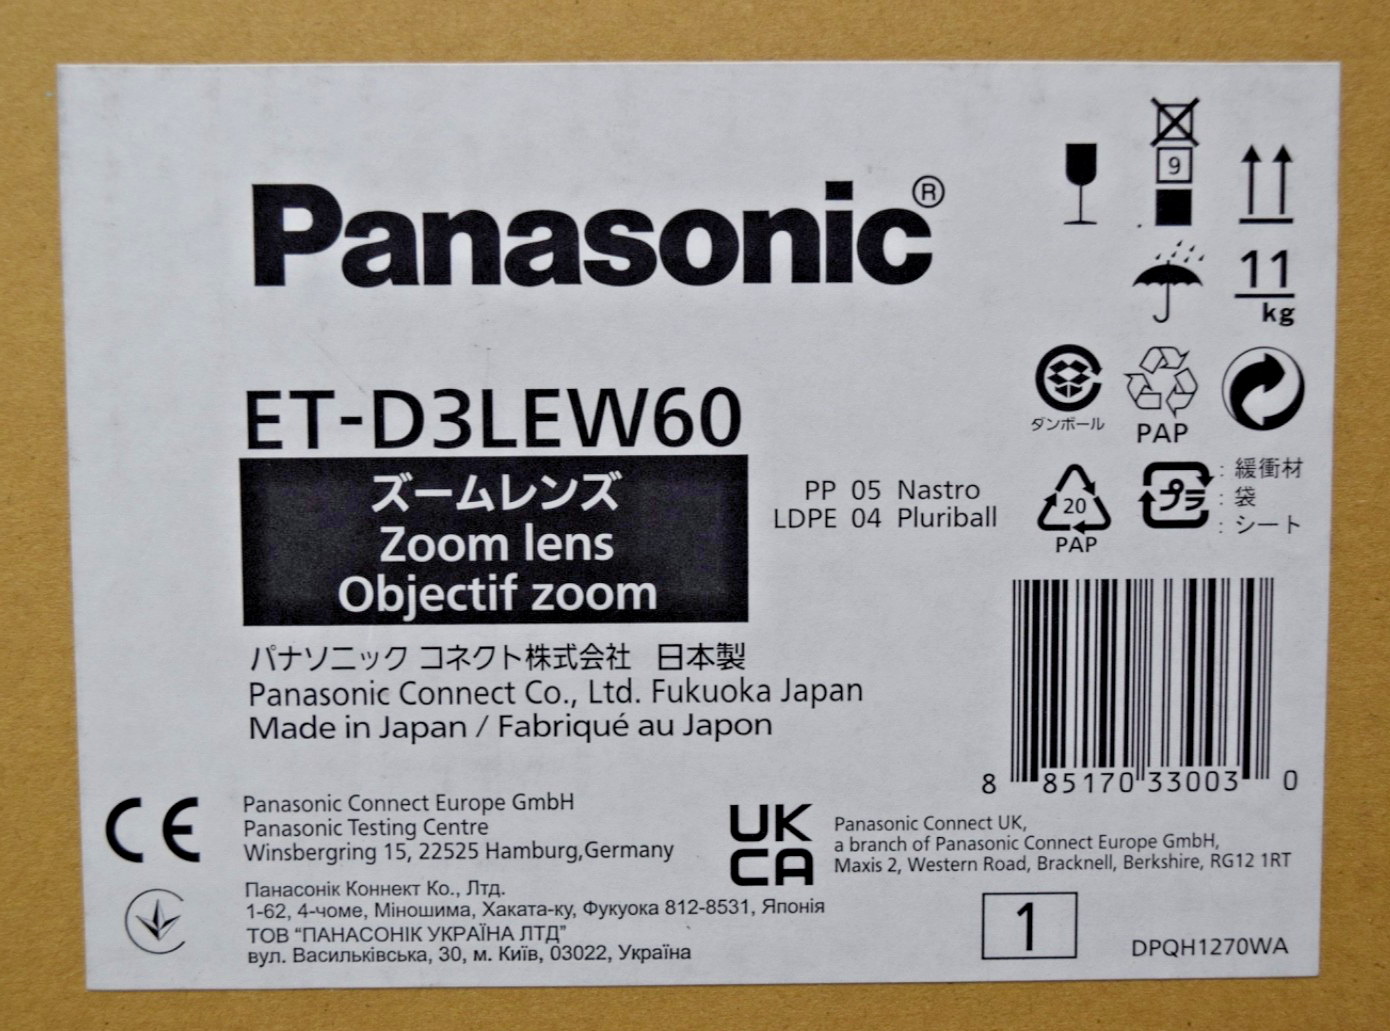 Panasonic®
9
11
kg
ET-D3LEW60
ズームレンズ
Zoom lens
Objectif zoom
ダンボール
PAP
PP 05 Nastro
LDPE 04 Pluriball
20
PAP
プラ
: 緩衝材
: 袋
: シート
パナソニック コネクト株式会社 日本製
Panasonic Connect Co., Ltd. Fukuoka Japan
Made in Japan / Fabriqué au Japon
8 85170 33003 0
CE
Panasonic Connect Europe GmbH
Panasonic Testing Centre
Winsbergring 15, 22525 Hamburg,Germany
UK
CA
Panasonic Connect UK,
a branch of Panasonic Connect Europe GmbH,
Maxis 2, Western Road, Bracknell, Berkshire, RG12 1RT
Панасонік Коннект Ко., Лтд.
1-62, 4-чоме, Міношима, Хаката-ку, Фукуока 812-8531, Японія
ТОВ “ПАНАСОНІК УКРАЇНА ЛТД”
вул. Васильківська, 30, м. Київ, 03022, Україна
1
DPQH1270WA